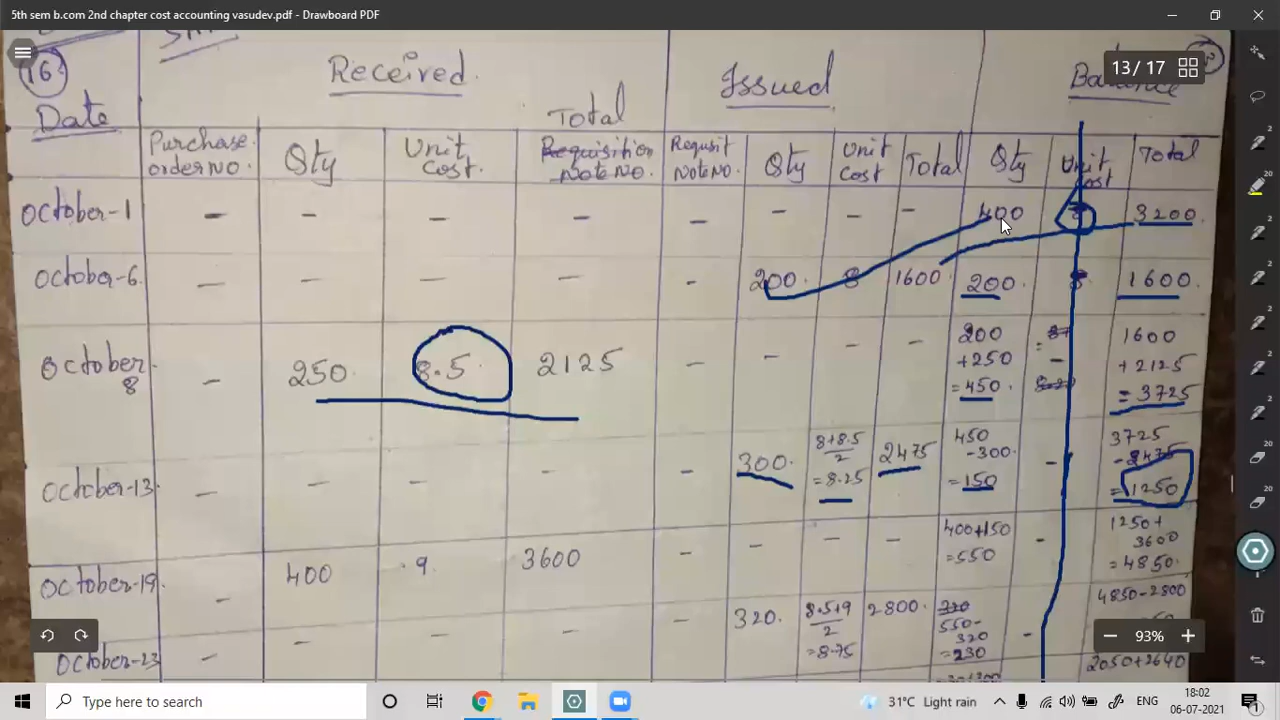 5th sem b.com 2nd chapter cost accounting vasudev.pdf - Drawboard PDF
13 / 17
16.
Received. Issued Balance
Date Total
Purchase order No. Qty Unit Cost. Requisition Note No. Requsit Note No. Qty Unit Cost Total Qty Unit cost Total
October-1 - - - - - - - - 400 3200.
October-6 - - - - - 200. 8 1600 200. 8 1600.
October 8 - 250. 8.5. 2125 - - - - 200 1600
+250 - +2125
=450. = 3725
October-13 - - - - - 300. 8+8.5/2 =8.25 2475 450 3725
-300. - -2475
=150 = 1250
October-19 - 400 9. 3600 - - - - 400+150 - 1250+
=550 3600
= 4850.
October-23 - - - - - 320. 8.5+9/2 =8.75 2800. 550- 4850-2800
320 -
=230
2050+2640
93%
Type here to search
31°C Light rain
ENG
18:02
06-07-2021